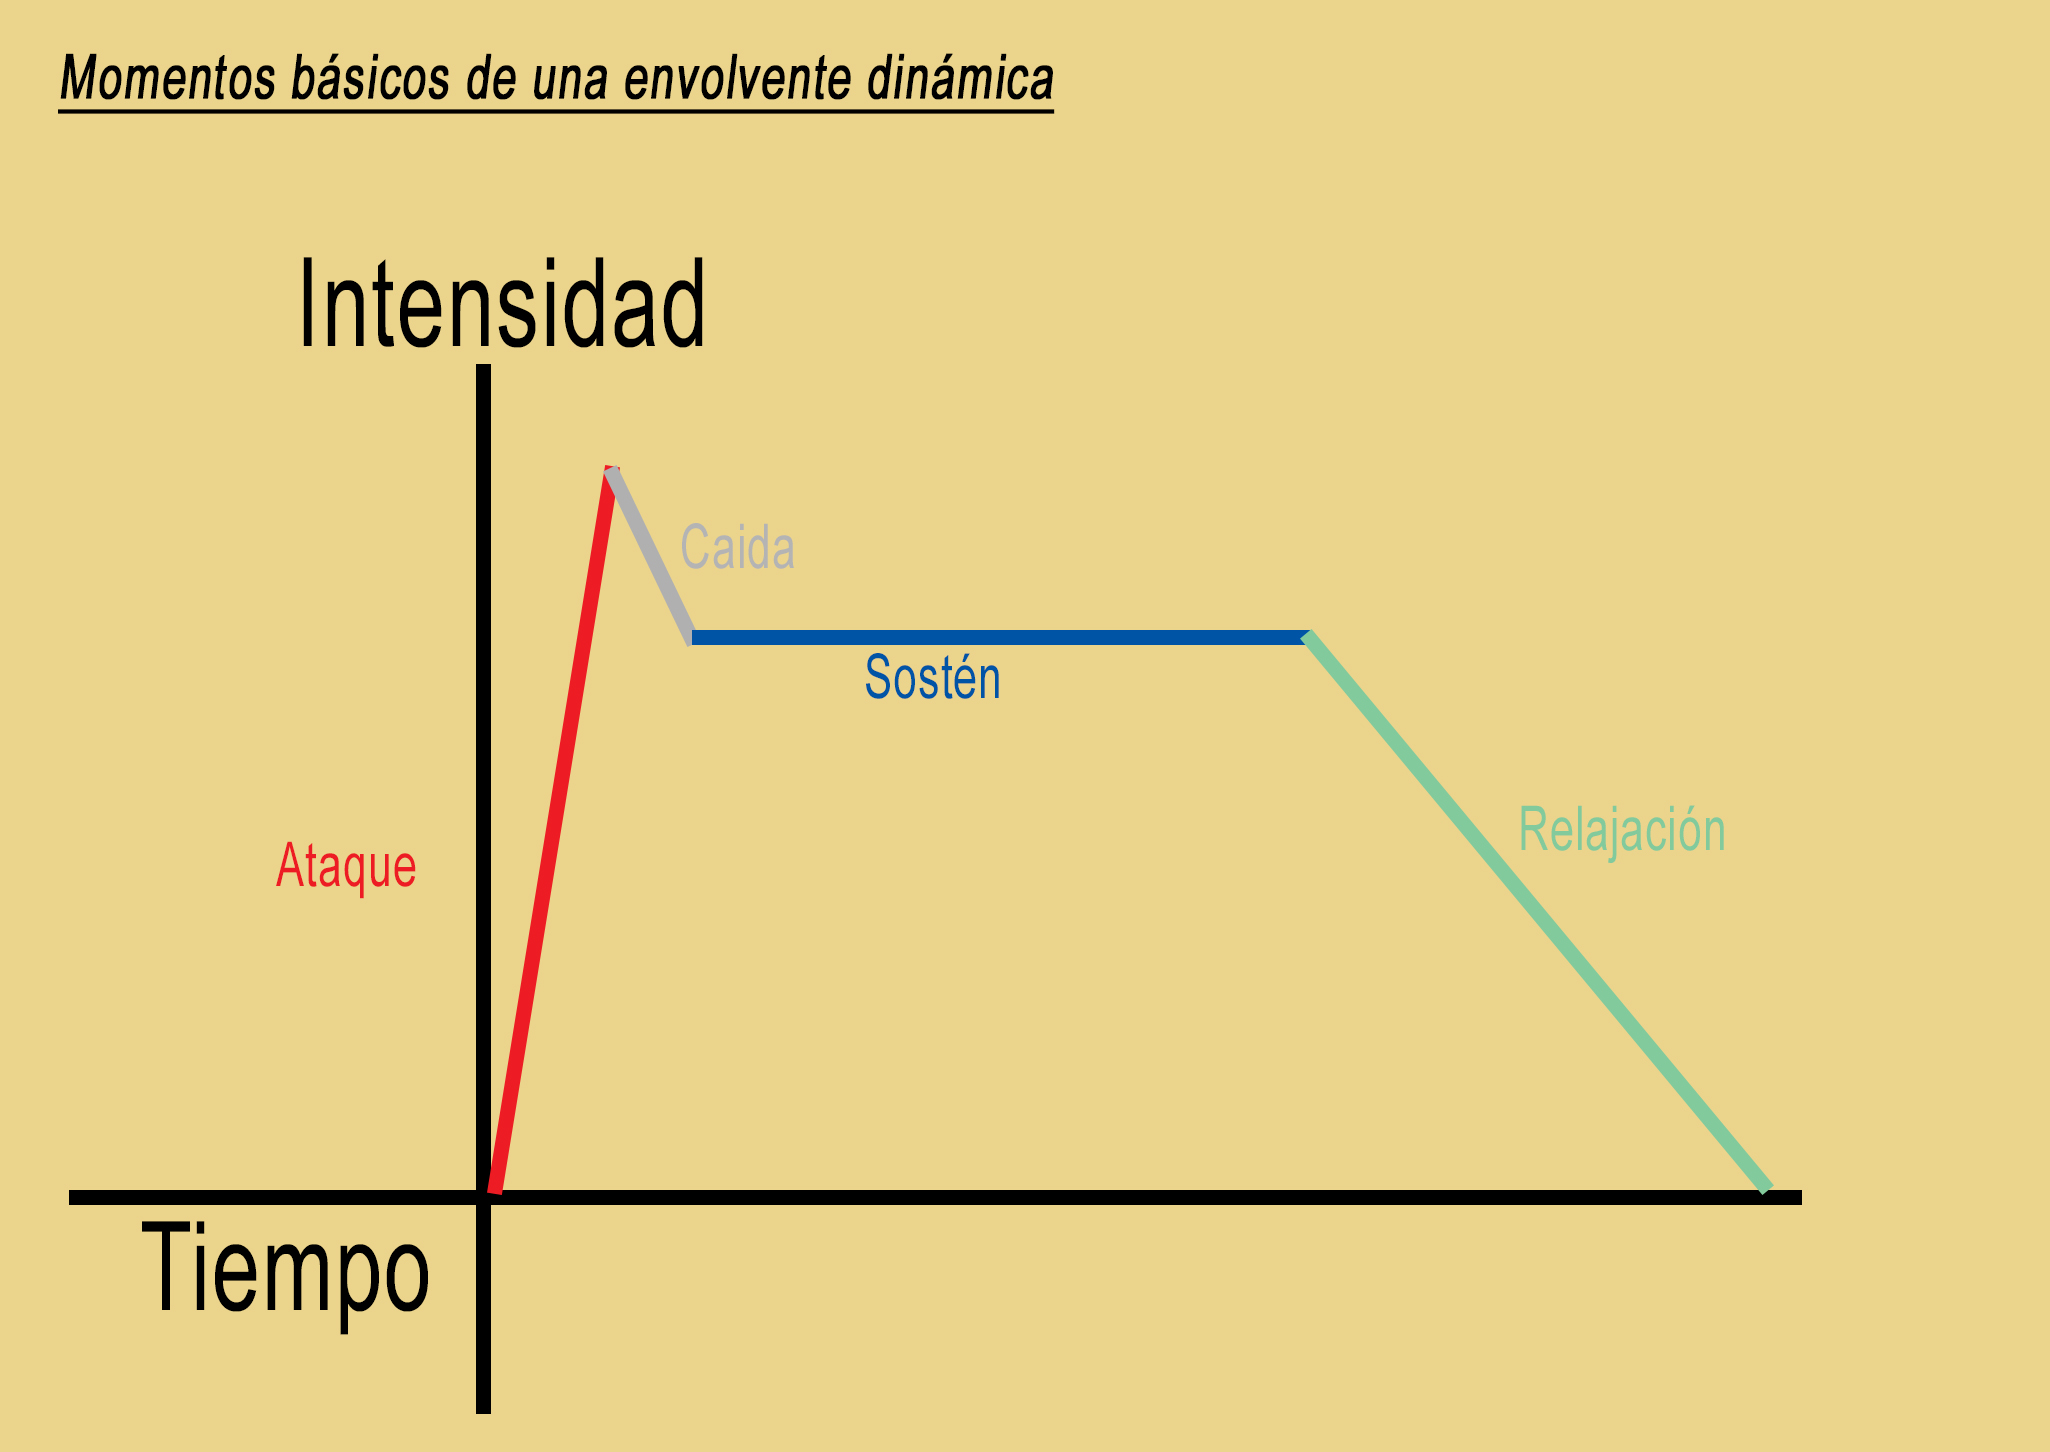 Momentos básicos de una envolvente dinámica
Intensidad
Caida
Sostén
Relajación
Ataque
Tiempo